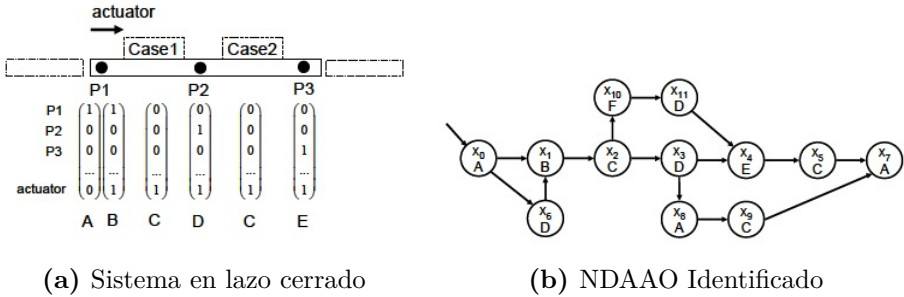 actuator
Case1 Case2
P1 P2 P3
P1 1 1 0 0 0 0
P2 0 0 0 1 0 0
P3 0 0 0 0 0 1
... ... ... ... ... ...
actuator 0 1 1 1 1 1
A B C D C E
X10 F
X11 D
X0 A
X1 B
X2 C
X3 D
X4 E
X5 C
X7 A
X6 D
X8 A
X9 C
(a) Sistema en lazo cerrado
(b) NDAAO Identificado